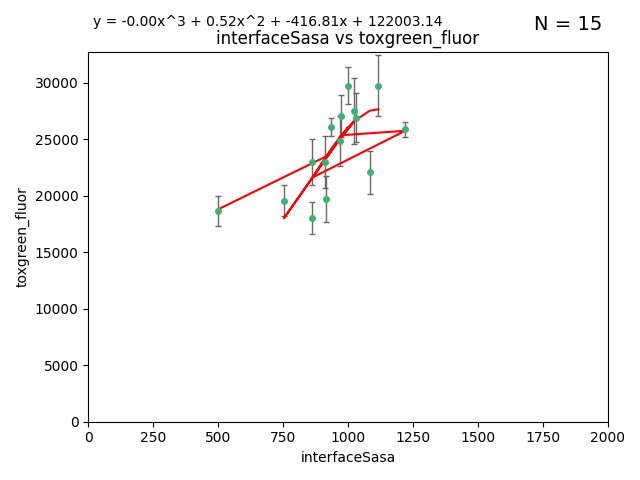 y = -0.00x^3 + 0.52x^2 + -416.81x + 122003.14
N = 15
interfaceSasa vs toxgreen_fluor
30000
25000
20000
15000
10000
5000
0
toxgreen_fluor
0 250 500 750 1000 1250 1500 1750 2000
interfaceSasa